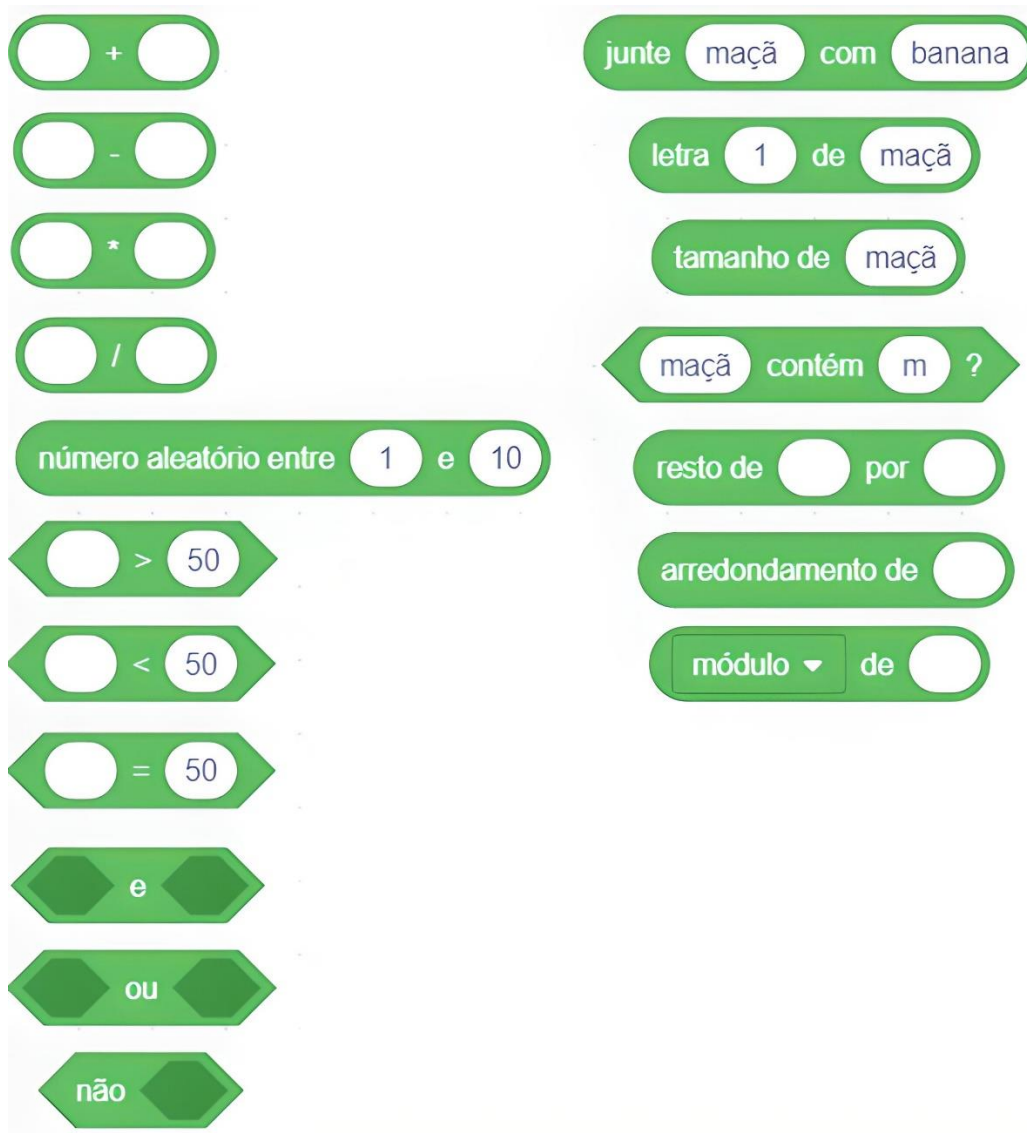 +
-
*
/
número aleatório entre 1 e 10
> 50
< 50
= 50
e
ou
não
junte maçã com banana
letra 1 de maçã
tamanho de maçã
maçã contém m ?
resto de por
arredondamento de
módulo de